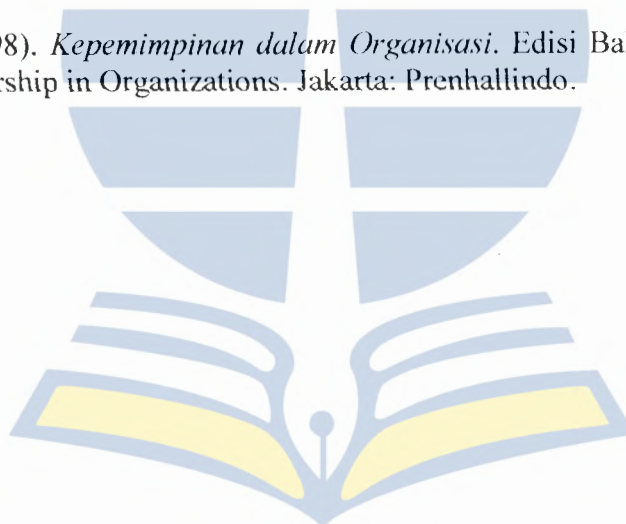 98). Kepemimpinan dalam Organisasi. Edisi Ba
rship in Organizations. Jakarta: Prenhallindo.